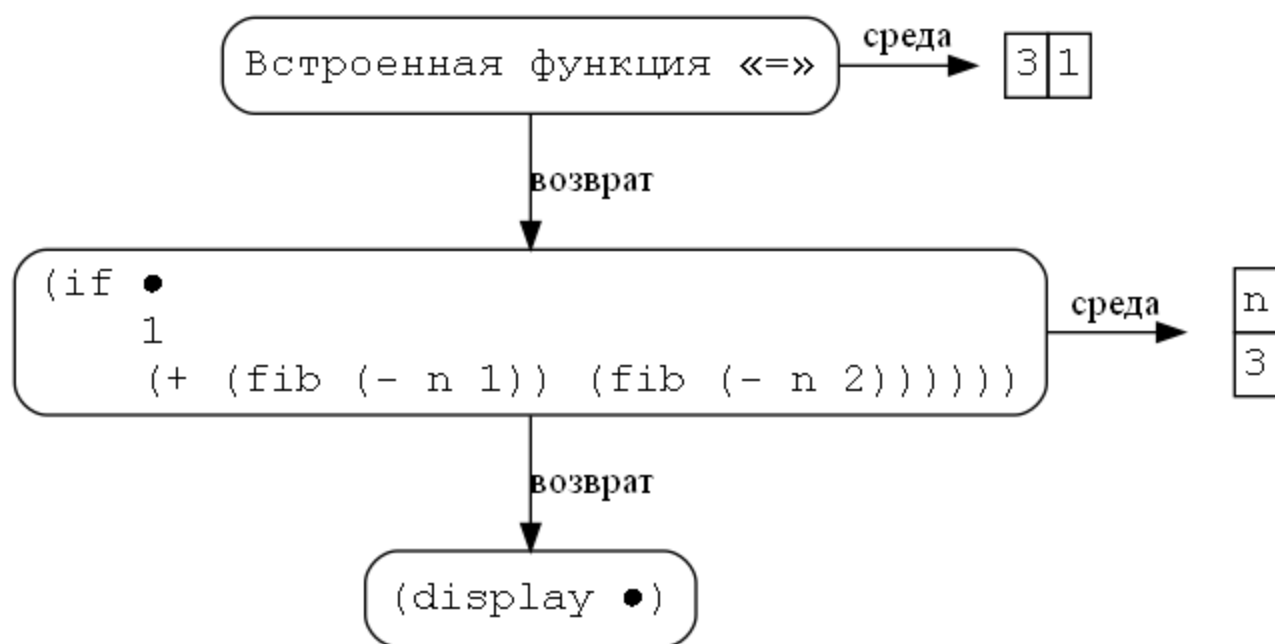 Встроенная функция «=»
среда
3 1
возврат
(if ●
1
(+ (fib (- n 1)) (fib (- n 2))))))
среда
n
3
возврат
(display ●)